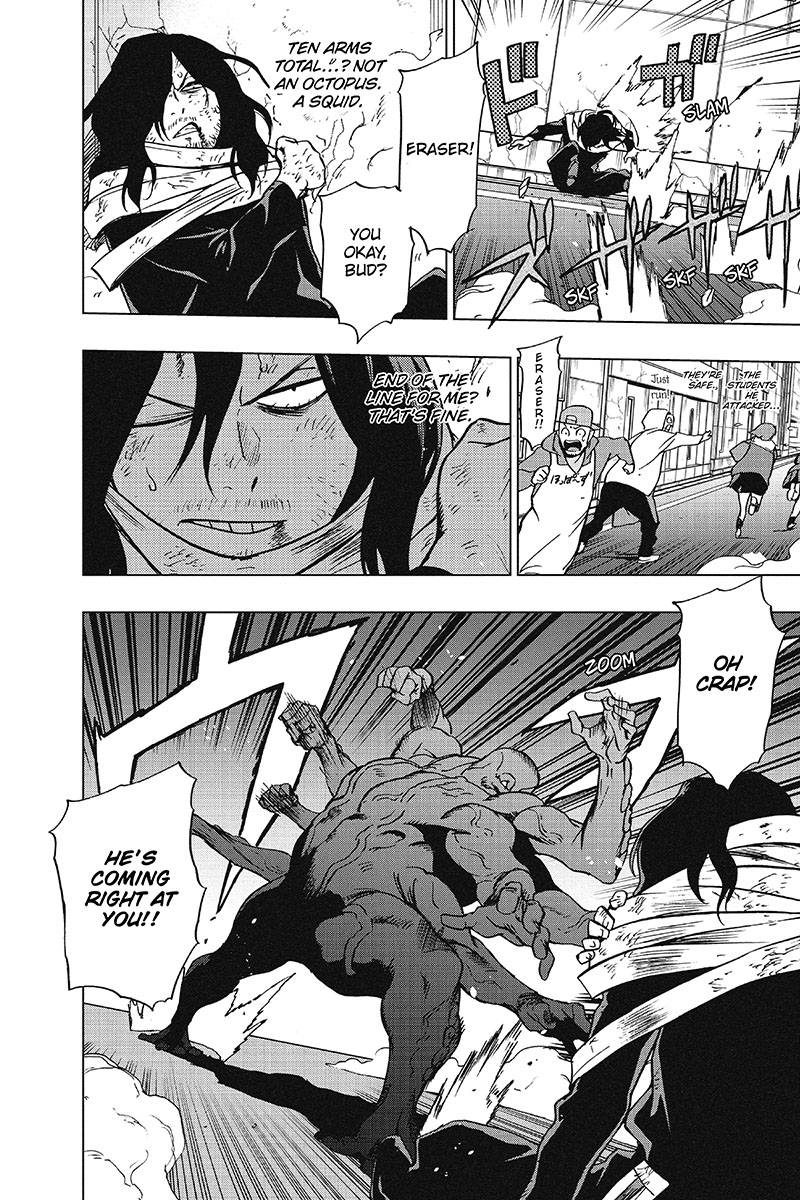 ドガ
SLAM
SKF
SKF
SKF
ERASER!
YOU
OKAY,
BUD?
TEN ARMS
TOTAL...? NOT
AN OCTOPUS.
A SQUID.
THE
STUDENTS
HE
ATTACKED...
THEY'RE
SAFE.
Just
run!
ERASER!!
END OF THE
LINE FOR ME?
THAT'S FINE.
OH
CRAP!
ZOOM
HE'S
COMING
RIGHT AT
YOU!!